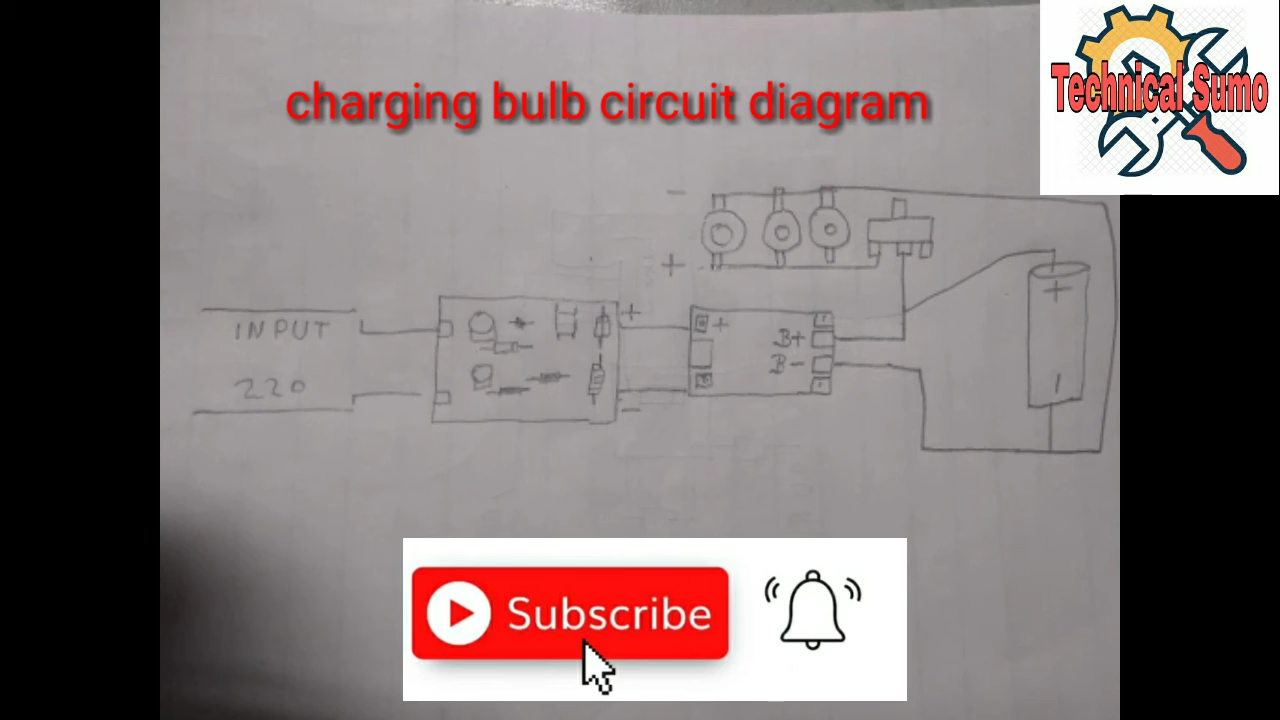 Technical Sumo
charging bulb circuit diagram
-
+
INPUT
220
+
-
+
B+
B-
+
-
Subscribe